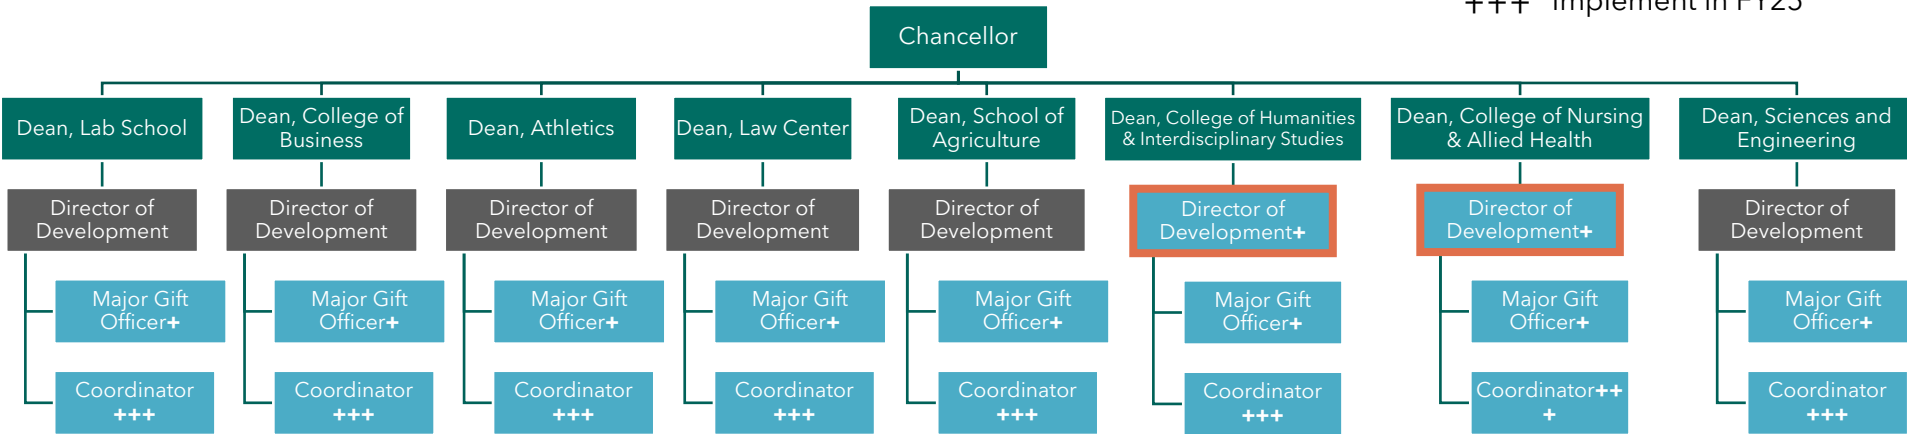 +++ Implement in FY25
Chancellor
Dean, Lab School
Dean, College of
Business
Dean, Athletics
Dean, Law Center
Dean, School of
Agriculture
Dean, College of Humanities
& Interdisciplinary Studies
Dean, College of Nursing
& Allied Health
Dean, Sciences and
Engineering
Director of
Development
Director of
Development
Director of
Development
Director of
Development
Director of
Development
Director of
Development+
Director of
Development+
Director of
Development
Major Gift
Officer+
Major Gift
Officer+
Major Gift
Officer+
Major Gift
Officer+
Major Gift
Officer+
Major Gift
Officer+
Major Gift
Officer+
Major Gift
Officer+
Coordinator
+++
Coordinator
+++
Coordinator
+++
Coordinator
+++
Coordinator
+++
Coordinator
+++
Coordinator++
+
Coordinator
+++